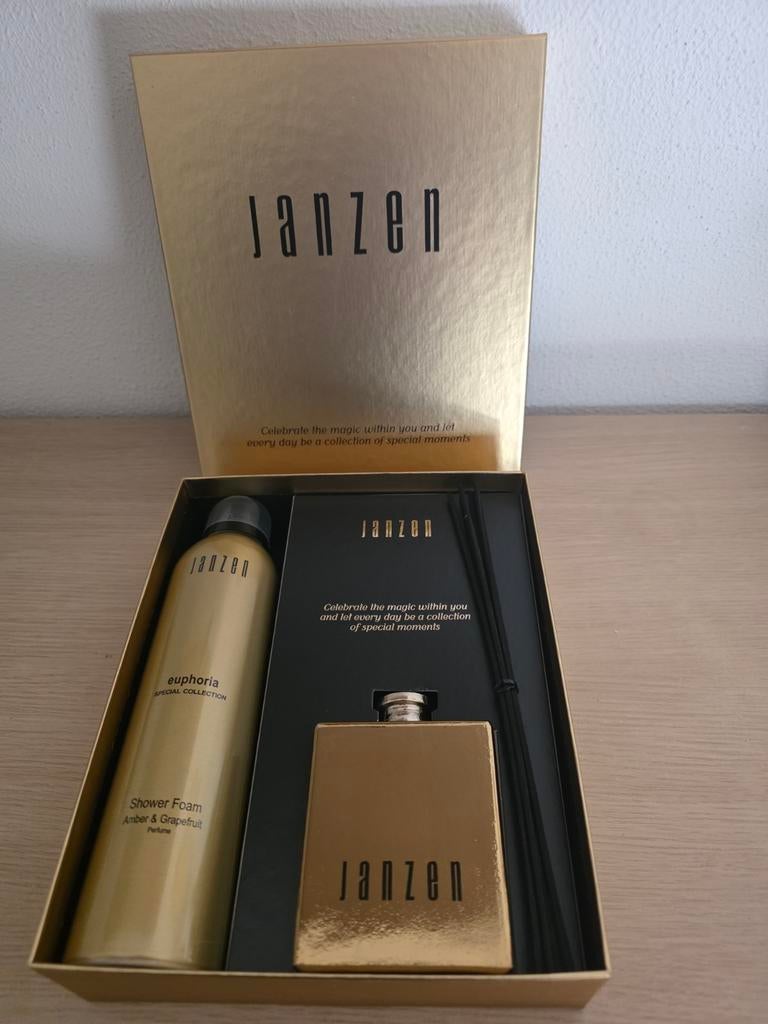 Janzen
Celebrate the magic within you and let
every day be a collection of special moments
Janzen
Celebrate the magic within you
and let every day be a collection
of special moments
Janzen
euphoria
SPECIAL COLLECTION
Shower Foam
Amber & Grapefruit
Perfume
Janzen